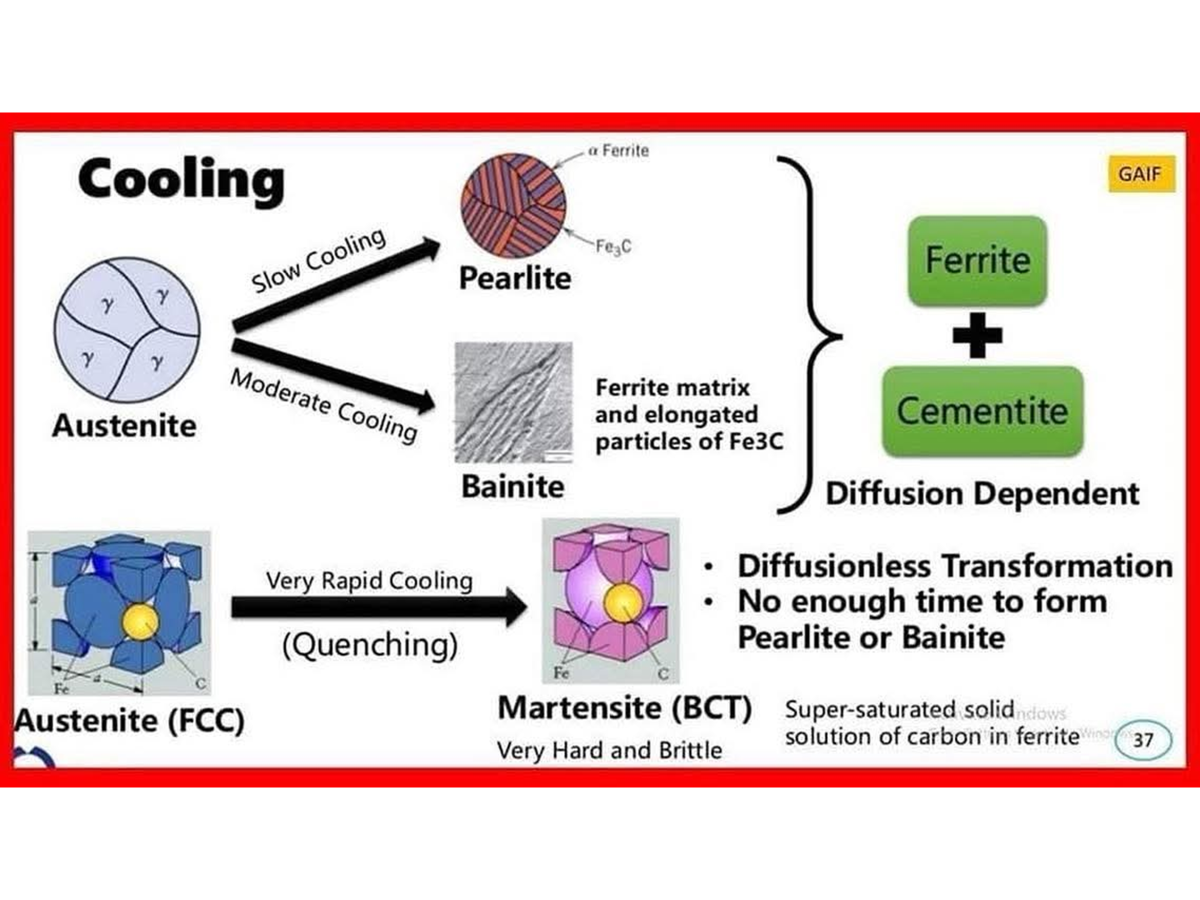 Cooling
GAIF
α Ferrite
Fe₃C
Slow Cooling
Pearlite
γ γ
γ γ
Austenite
Moderate Cooling
Bainite
Ferrite matrix
and elongated
particles of Fe3C
Ferrite
+
Cementite
Diffusion Dependent
a
a
Fe
C
Austenite (FCC)
Very Rapid Cooling
(Quenching)
Fe
C
Martensite (BCT)
Very Hard and Brittle
• Diffusionless Transformation
• No enough time to form
Pearlite or Bainite
Super-saturated solid
solution of carbon in ferrite
37